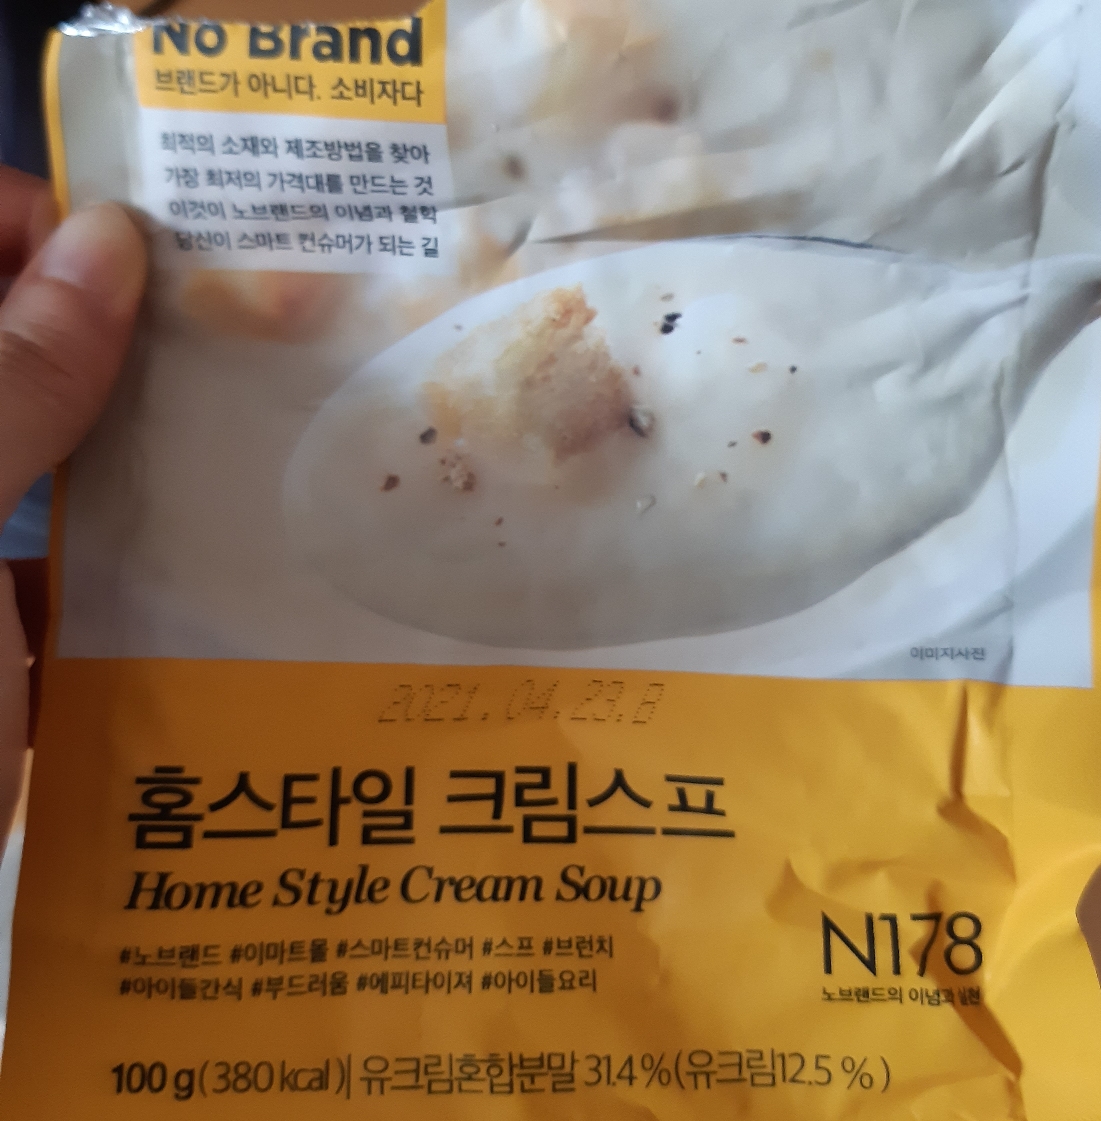 No Brand
브랜드가 아니다. 소비자다
최적의 소재와 제조방법을 찾아
가장 최저의 가격대를 만드는 것
이것이 노브랜드의 이념과 철학
당신이 스마트 컨슈머가 되는 길
이미지사진
2021.04.23.B
홈스타일 크림스프
Home Style Cream Soup
#노브랜드 #이마트몰 #스마트컨슈머 #스프 #브런치
#아이들간식 #부드러움 #에피타이져 #아이들요리
N178
노브랜드의 이념과 실천
100 g(380 kcal)| 유크림혼합분말 31.4%(유크림12.5 %)